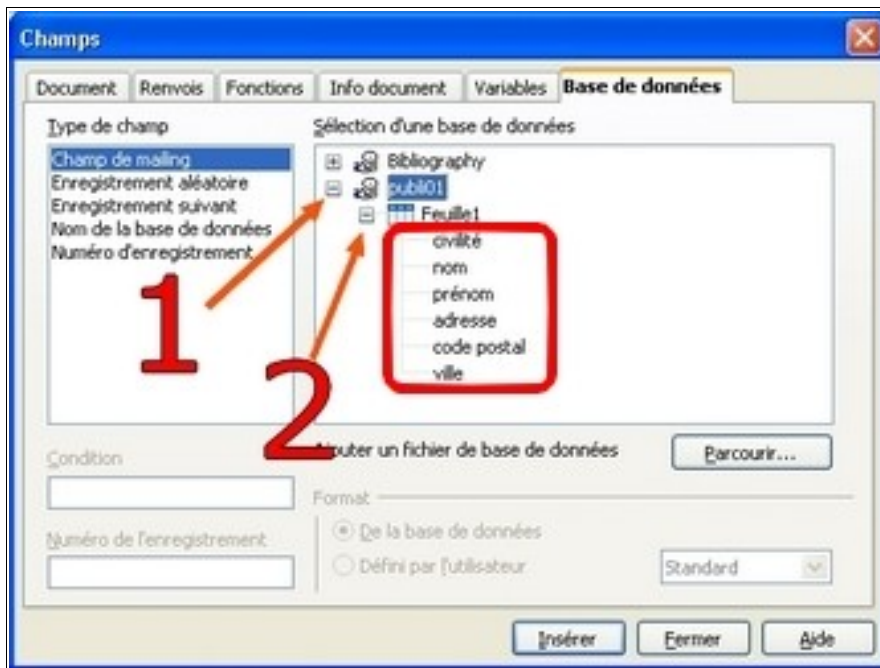 Champs
Document Renvois Fonctions Info document Variables Base de données
Type de champ
Sélection d'une base de données
Champ de mailing
Enregistrement aléatoire
Enregistrement suivant
Nom de la base de données
Numéro d'enregistrement
Bibliography
publi01
Feuille1
civilité
nom
prénom
adresse
code postal
ville
1
2
Ajouter un fichier de base de données
Parcourir...
Condition
Numéro de l'enregistrement
Format
De la base de données
Défini par l'utilisateur
Standard
Insérer Fermer Aide